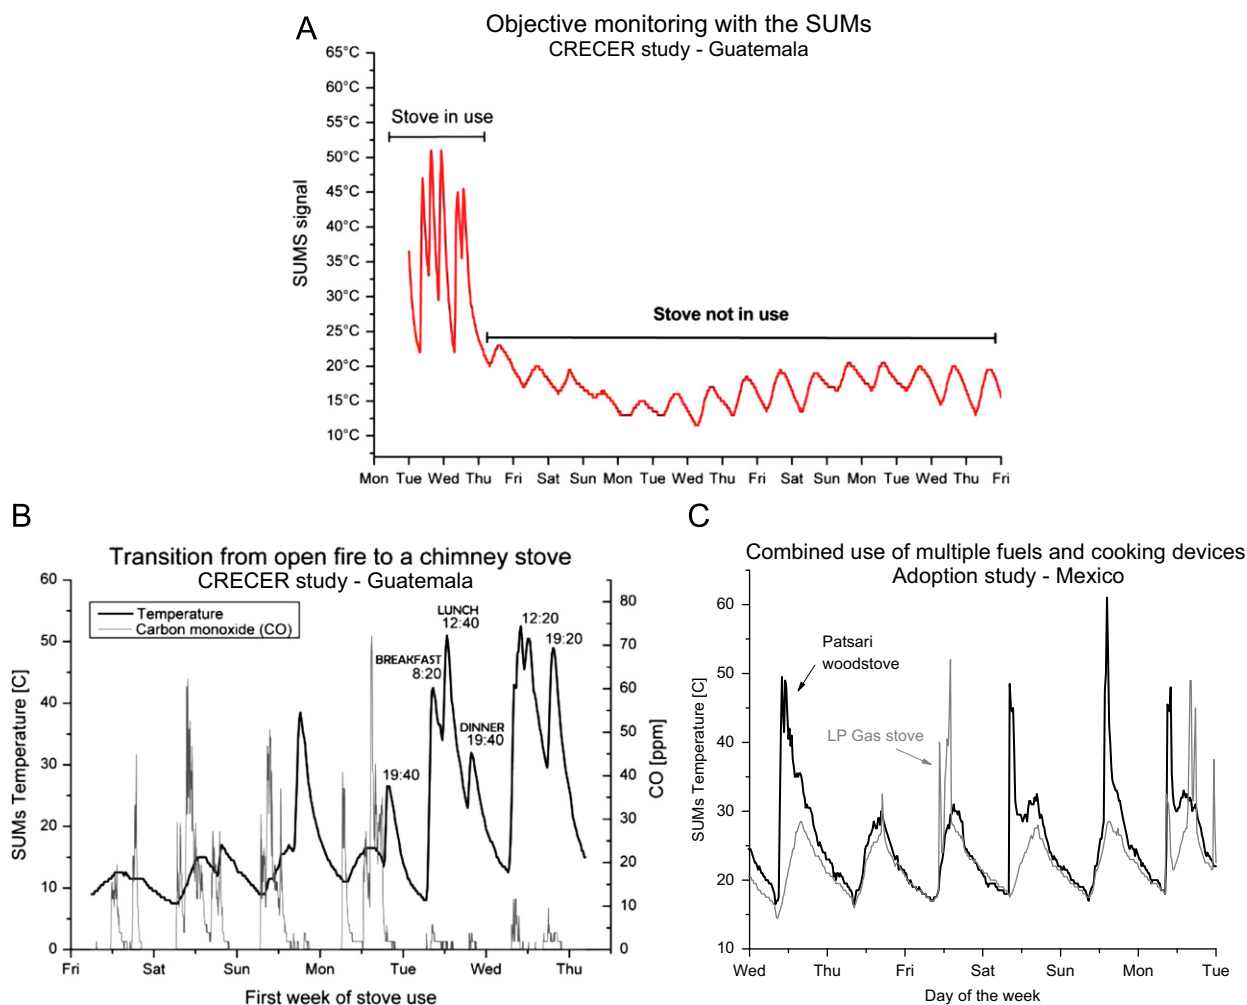 A
Objective monitoring with the SUMs
CRECER study - Guatemala
65°C
60°C
55°C
50°C
45°C
40°C
35°C
30°C
25°C
20°C
15°C
10°C
SUMS signal
Stove in use
Stove not in use
Mon Tue Wed Thu Fri Sat Sun Mon Tue Wed Thu Fri Sat Sun Mon Tue Wed Thu Fri
B
Transition from open fire to a chimney stove
CRECER study - Guatemala
60
50
40
30
20
10
0
SUMs Temperature [C]
Temperature
Carbon monoxide (CO)
LUNCH
12:40
BREAKFAST
8:20
DINNER
19:40
19:40
12:20
19:20
80
70
60
50
40
30
20
10
0
CO [ppm]
Fri Sat Sun Mon Tue Wed Thu
First week of stove use
C
Combined use of multiple fuels and cooking devices
Adoption study - Mexico
60
50
40
30
20
10
SUMs Temperature [C]
Patsari
woodstove
LP Gas stove
Wed Thu Fri Sat Sun Mon Tue
Day of the week